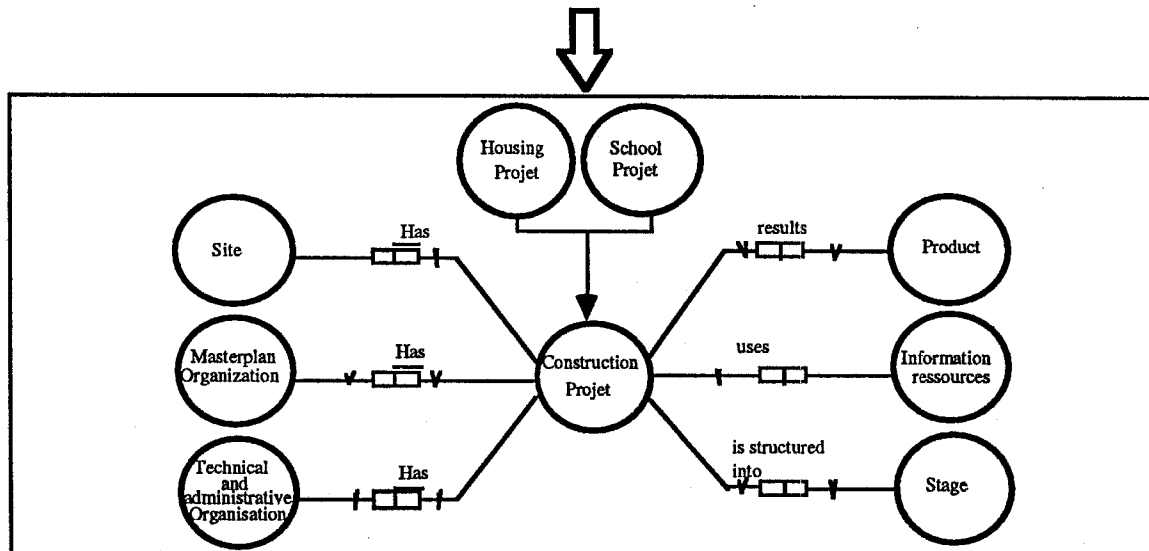 Housing
Projet
School
Projet
Site
Has
results
Product
Masterplan
Organization
Has
Construction
Projet
uses
Information
ressources
Technical
and
administrative
Organisation
Has
is structured
into
Stage